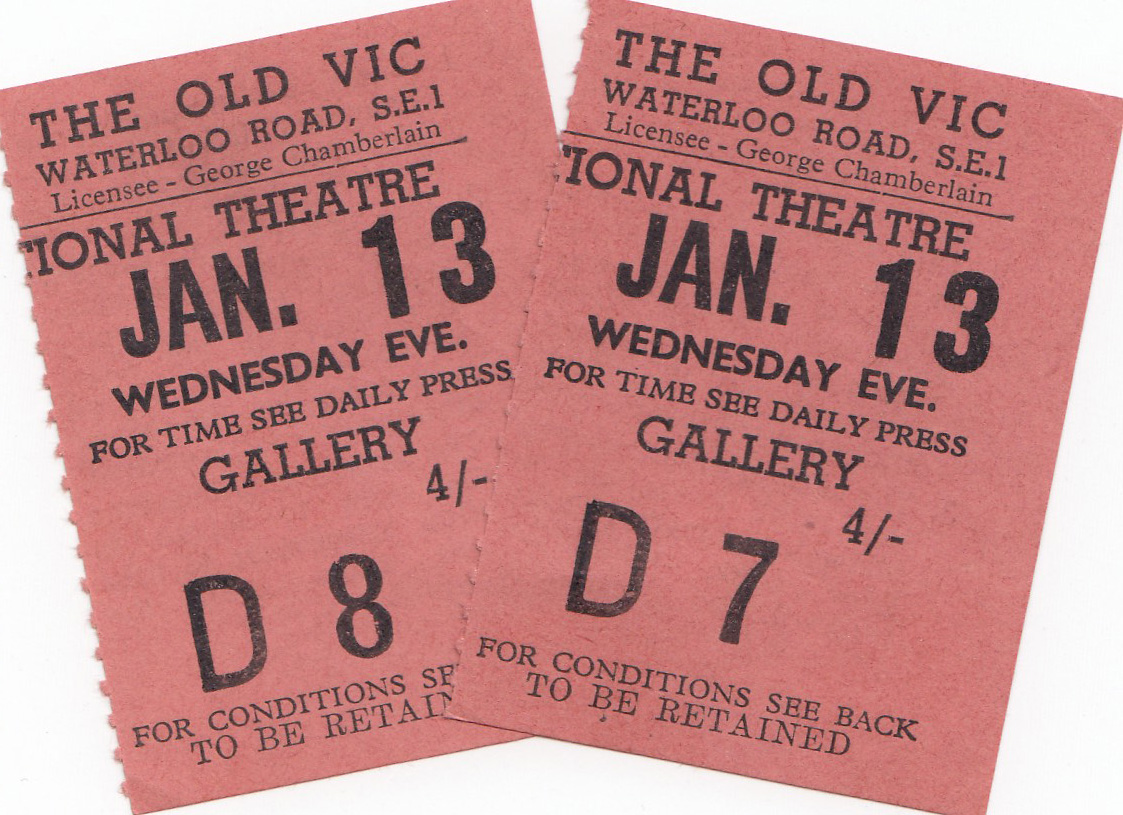 THE OLD VIC
WATERLOO ROAD, S.E.1
Licensee - George Chamberlain
TIONAL THEATRE
JAN. 13
WEDNESDAY EVE.
FOR TIME SEE DAILY PRESS
GALLERY
4/-
D 8
FOR CONDITIONS SE
TO BE RETAIN
THE OLD VIC
WATERLOO ROAD, S.E.1
Licensee - George Chamberlain
TIONAL THEATRE
JAN. 13
WEDNESDAY EVE.
FOR TIME SEE DAILY PRESS
GALLERY
4/-
D 7
FOR CONDITIONS SEE BACK
TO BE RETAINED